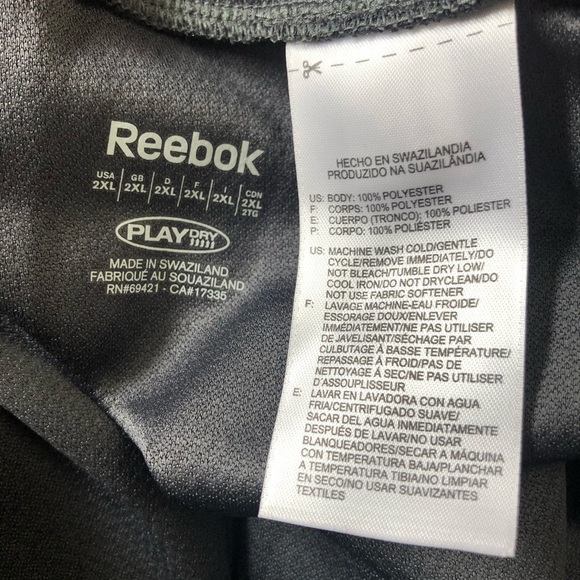 Reebok
USA GB D F I CDN
2XL 2XL 2XL 2XL 2XL 2XL
2TG
PLAYDRY
MADE IN SWAZILAND
FABRIQUÉ AU SOUAZILAND
RN#69421 - CA#17335
HECHO EN SWAZILANDIA
PRODUZIDO NA SUAZILÂNDIA
US: BODY: 100% POLYESTER
F: CORPS: 100% POLYESTER
E: CUERPO (TRONCO): 100% POLIESTER
P: CORPO: 100% POLIÉSTER
US: MACHINE WASH COLD/GENTLE
CYCLE/REMOVE IMMEDIATELY/DO
NOT BLEACH/TUMBLE DRY LOW/
COOL IRON/DO NOT DRYCLEAN/DO
NOT USE FABRIC SOFTENER
F: LAVAGE MACHINE-EAU FROIDE/
ESSORAGE DOUX/ENLEVER
IMMÉDIATEMENT/NE PAS UTILISER
DE JAVELISANT/SÉCHAGE PAR
CULBUTAGE À BASSE TEMPÉRATURE/
REPASSAGE À FROID/PAS DE
NETTOYAGE À SEC/NE PAS UTILISER
D'ASSOUPLISSEUR
E: LAVAR EN LAVADORA CON AGUA
FRIA/CENTRIFUGADO SUAVE/
SACAR DEL AGUA INMEDIATAMENTE
DESPUÉS DE LAVAR/NO USAR
BLANQUEADORES/SECAR A MÁQUINA
CON TEMPERATURA BAJA/PLANCHAR
A TEMPERATURA TIBIA/NO LIMPIAR
EN SECO/NO USAR SUAVIZANTES
TEXTILES